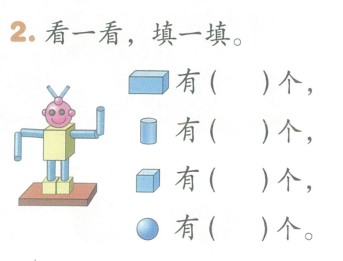 2. 看一看，填一填。
有(　　)个，
有(　　)个，
有(　　)个，
有(　　)个。